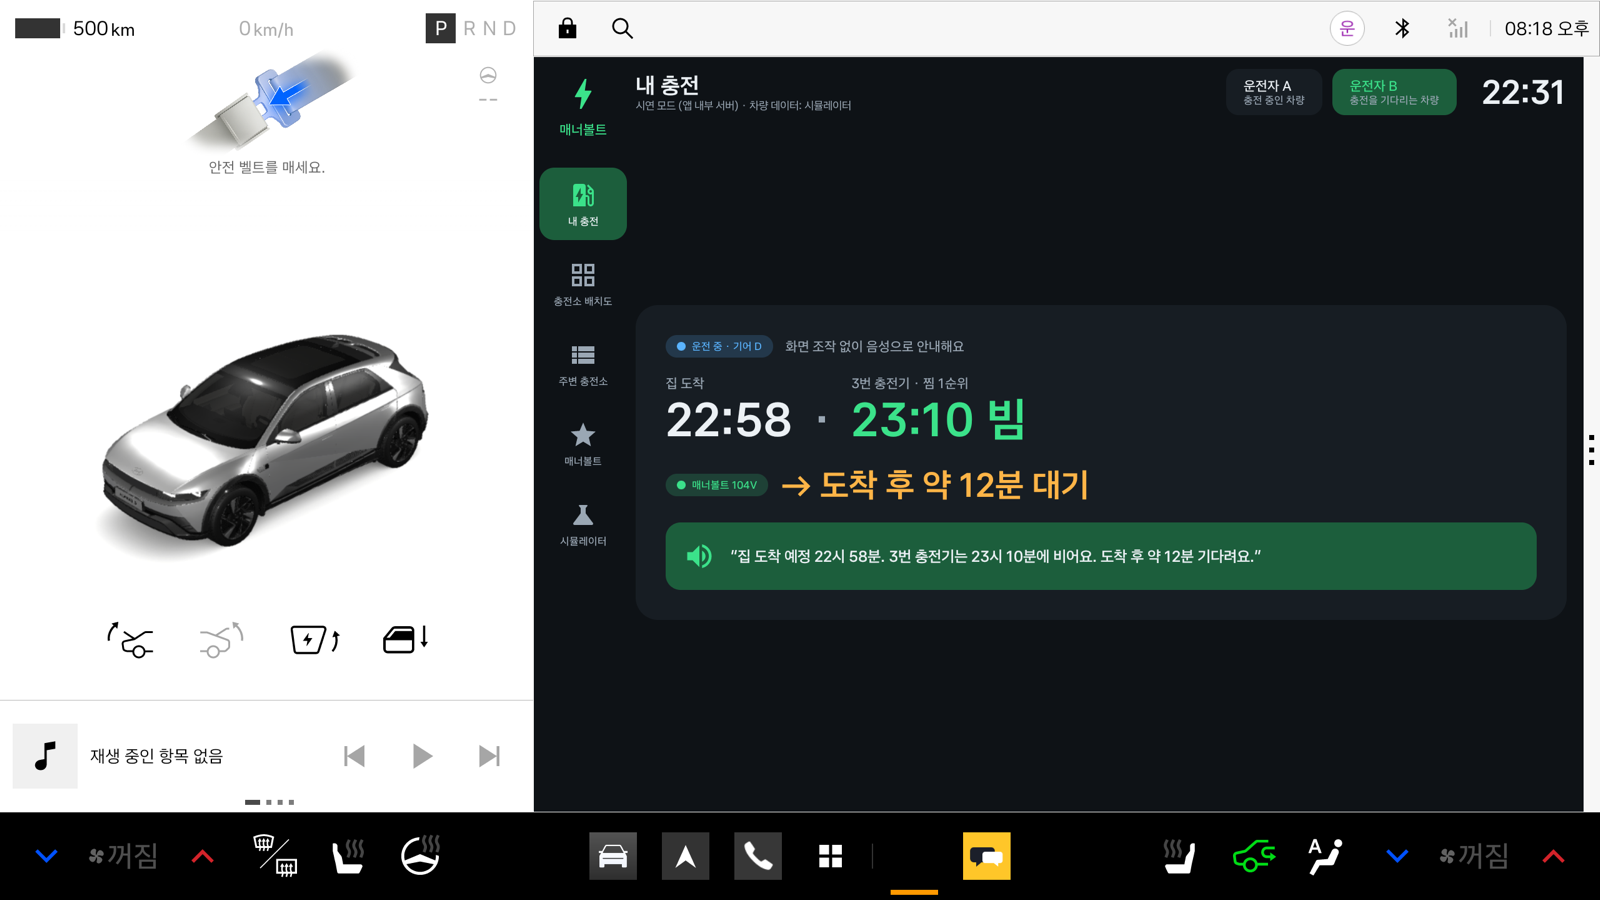 500 km
0 km/h
P R N D
안전 벨트를 매세요.
--
재생 중인 항목 없음
운
08:18 오후
매너볼트
내 충전
시연 모드 (앱 내부 서버) · 차량 데이터: 시뮬레이터
운전자 A
충전 중인 차량
운전자 B
충전을 기다리는 차량
22:31
내 충전
충전소 배치도
주변 충전소
매너볼트
시뮬레이터
운전 중 · 기어 D
화면 조작 없이 음성으로 안내해요
집 도착
3번 충전기 · 찜 1순위
22:58 · 23:10 빔
매너볼트 104V
→ 도착 후 약 12분 대기
"집 도착 예정 22시 58분. 3번 충전기는 23시 10분에 비어요. 도착 후 약 12분 기다려요."
꺼짐
A
꺼짐